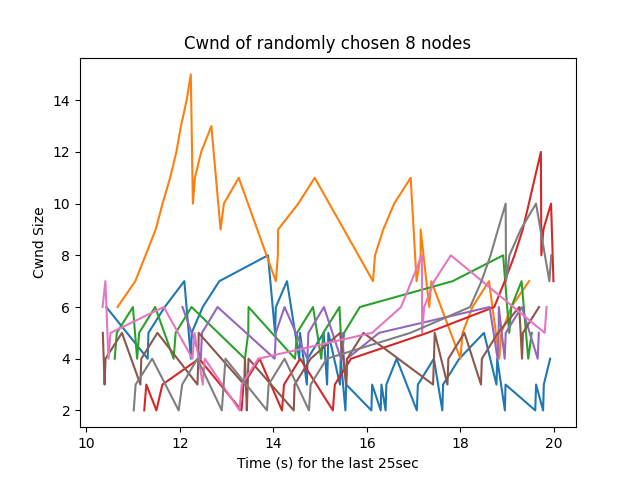 Cwnd of randomly chosen 8 nodes
14
12
10
8
6
4
2
Cwnd Size
10 12 14 16 18 20
Time (s) for the last 25sec